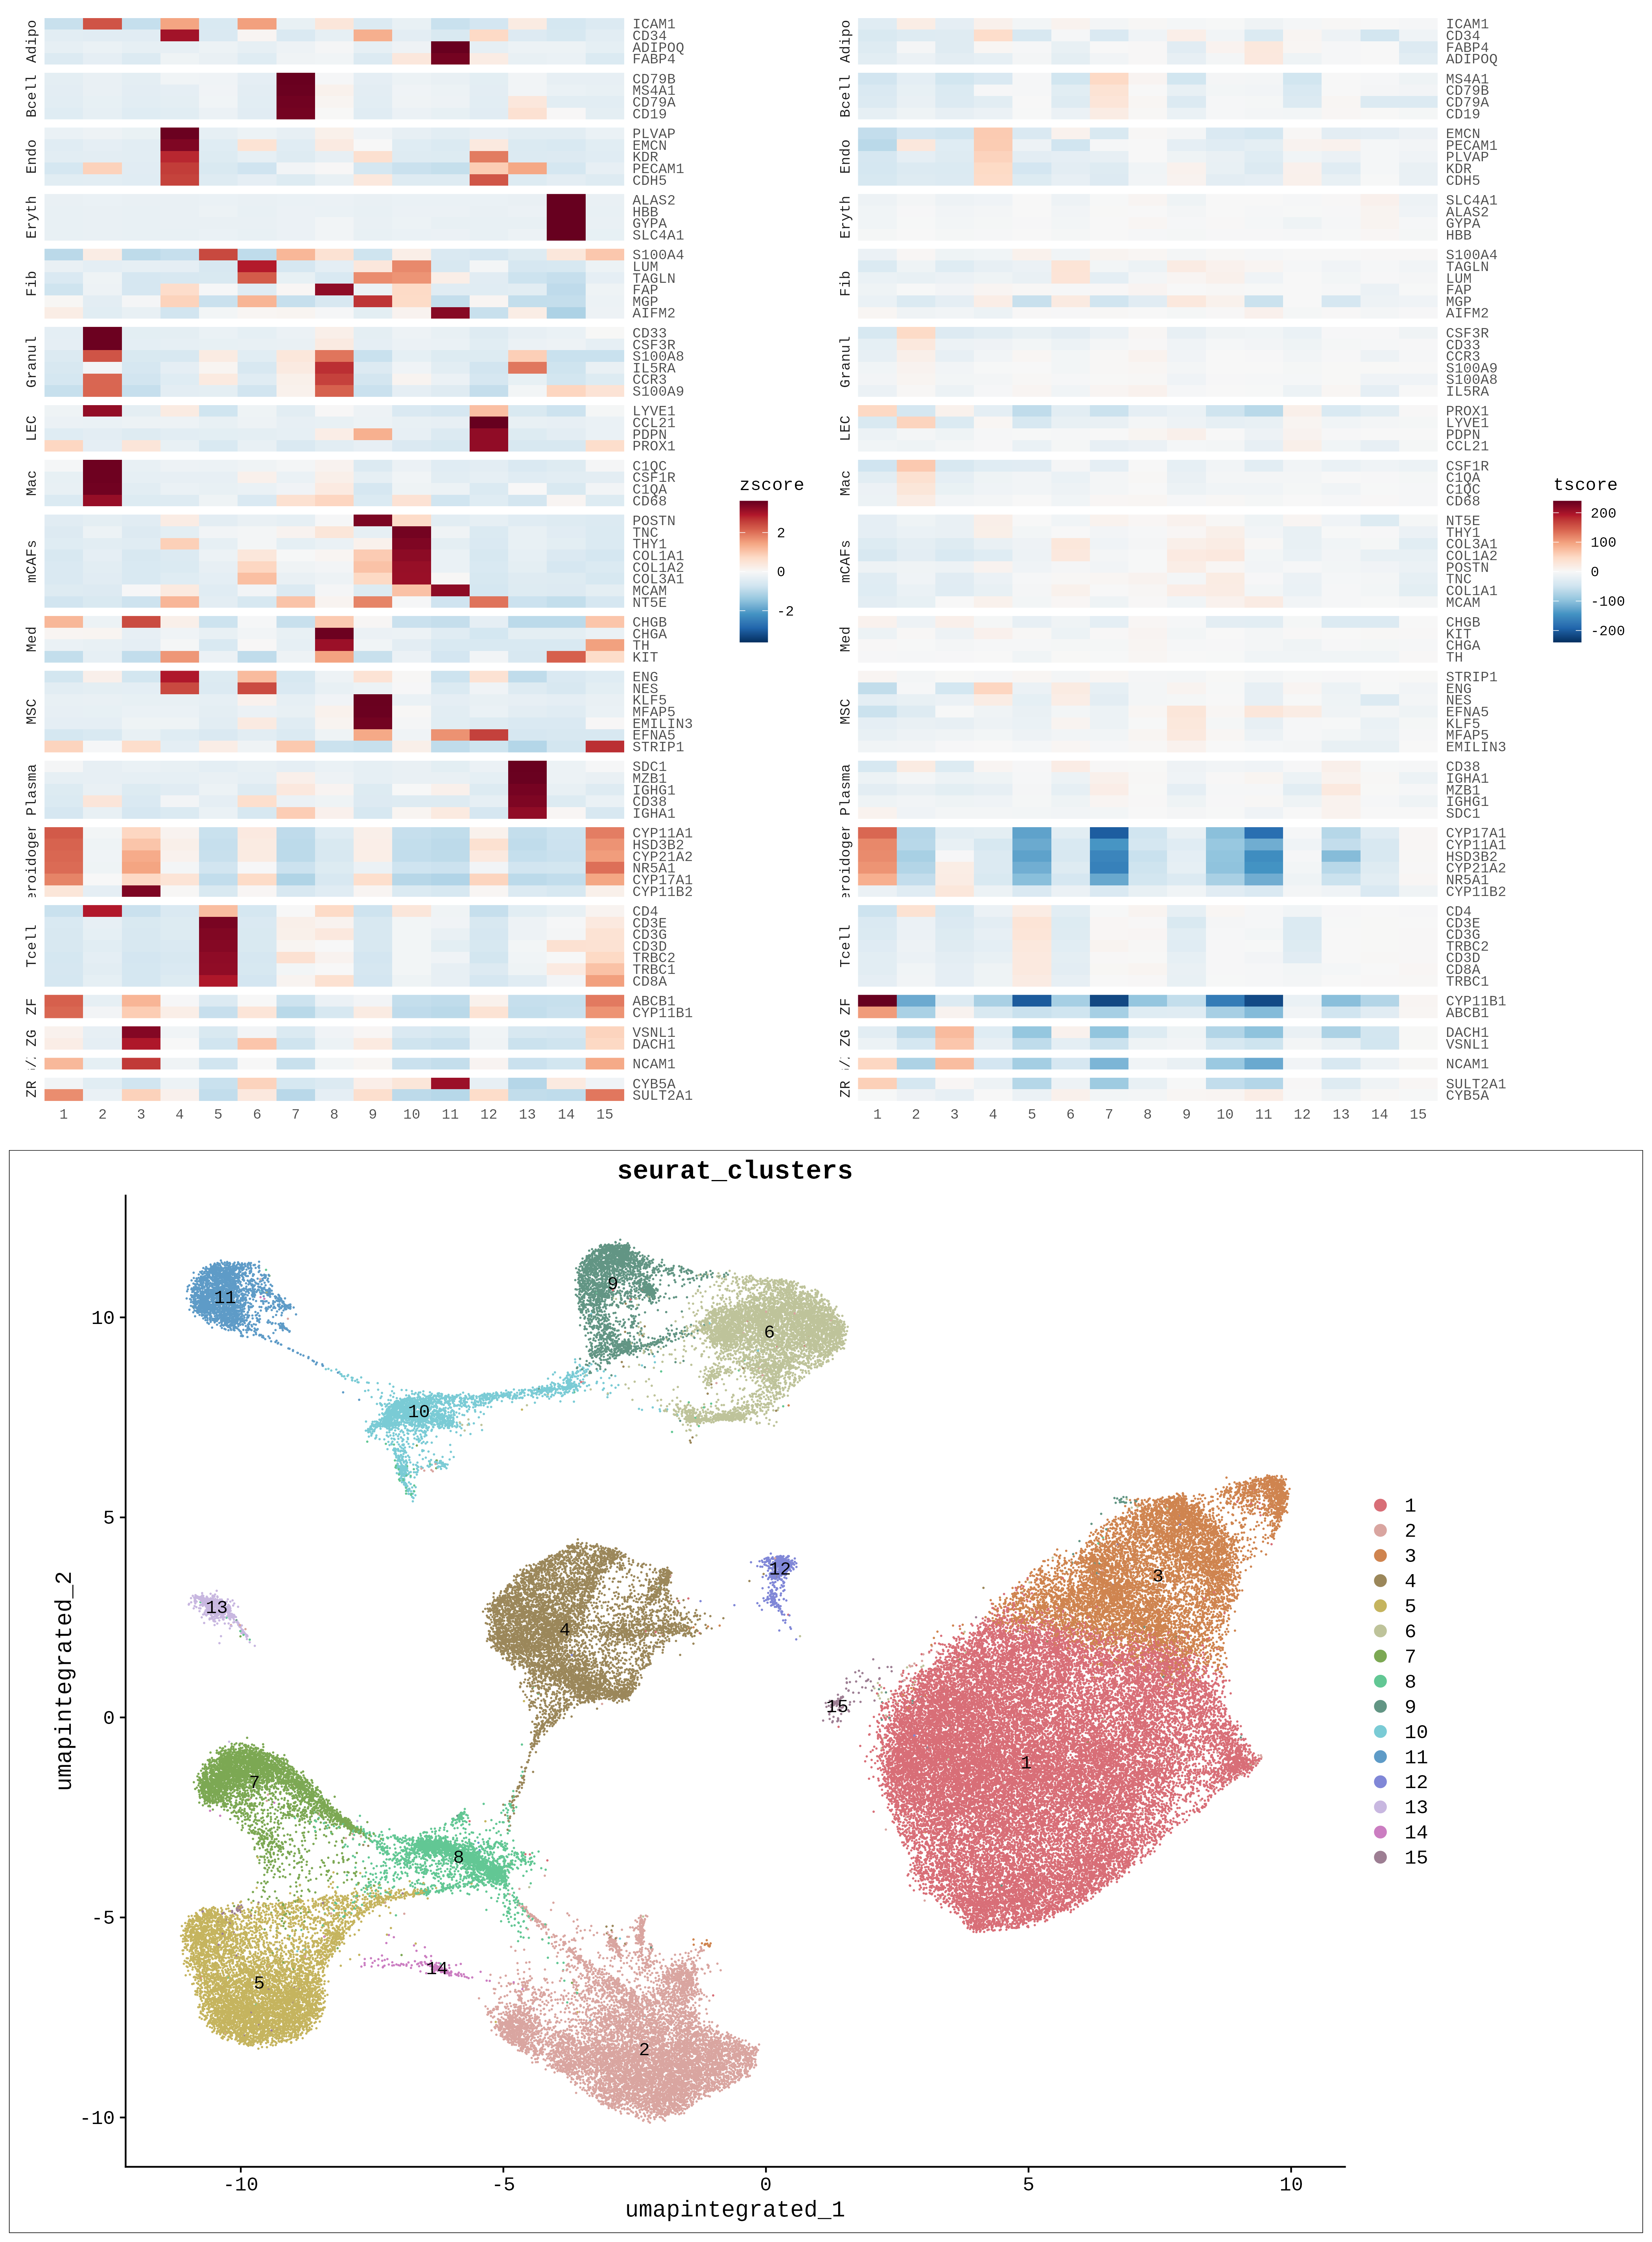 Adipo
ICAM1
CD34
ADIPOQ
FABP4
Bcell
CD79B
MS4A1
CD79A
CD19
Endo
PLVAP
EMCN
KDR
PECAM1
CDH5
Eryth
ALAS2
HBB
GYPA
SLC4A1
Fib
S100A4
LUM
TAGLN
FAP
MGP
AIFM2
Granul
CD33
CSF3R
S100A8
IL5RA
CCR3
S100A9
LEC
LYVE1
CCL21
PDPN
PROX1
Mac
C1QC
CSF1R
C1QA
CD68
mCAFs
POSTN
TNC
THY1
COL1A1
COL1A2
COL3A1
MCAM
NT5E
Med
CHGB
CHGA
TH
KIT
MSC
ENG
NES
KLF5
MFAP5
EMILIN3
EFNA5
STRIP1
Plasma
SDC1
MZB1
IGHG1
CD38
IGHA1
eroidoger
CYP11A1
HSD3B2
CYP21A2
NR5A1
CYP17A1
CYP11B2
Tcell
CD4
CD3E
CD3G
CD3D
TRBC2
TRBC1
CD8A
ZF
ABCB1
CYP11B1
ZG
VSNL1
DACH1
NCAM1
ZR
CYB5A
SULT2A1
1 2 3 4 5 6 7 8 9 10 11 12 13 14 15
zscore
2
0
-2
Adipo
ICAM1
CD34
FABP4
ADIPOQ
Bcell
MS4A1
CD79B
CD79A
CD19
Endo
EMCN
PECAM1
PLVAP
KDR
CDH5
Eryth
SLC4A1
ALAS2
GYPA
HBB
Fib
S100A4
TAGLN
LUM
FAP
MGP
AIFM2
Granul
CSF3R
CD33
CCR3
S100A9
S100A8
IL5RA
LEC
PROX1
LYVE1
PDPN
CCL21
Mac
CSF1R
C1QA
C1QC
CD68
mCAFs
NT5E
THY1
COL3A1
COL1A2
POSTN
TNC
COL1A1
MCAM
Med
CHGB
KIT
CHGA
TH
MSC
STRIP1
ENG
NES
EFNA5
KLF5
MFAP5
EMILIN3
Plasma
CD38
IGHA1
MZB1
IGHG1
SDC1
eroidoger
CYP17A1
CYP11A1
HSD3B2
CYP21A2
NR5A1
CYP11B2
Tcell
CD4
CD3E
CD3G
TRBC2
CD3D
CD8A
TRBC1
ZF
CYP11B1
ABCB1
ZG
DACH1
VSNL1
NCAM1
ZR
SULT2A1
CYB5A
1 2 3 4 5 6 7 8 9 10 11 12 13 14 15
tscore
200
100
0
-100
-200
seurat_clusters
umapintegrated_2
10
5
0
-5
-10
11
9
6
10
13
4
12
3
15
1
7
8
5
14
2
-10 -5 0 5 10
umapintegrated_1
1
2
3
4
5
6
7
8
9
10
11
12
13
14
15